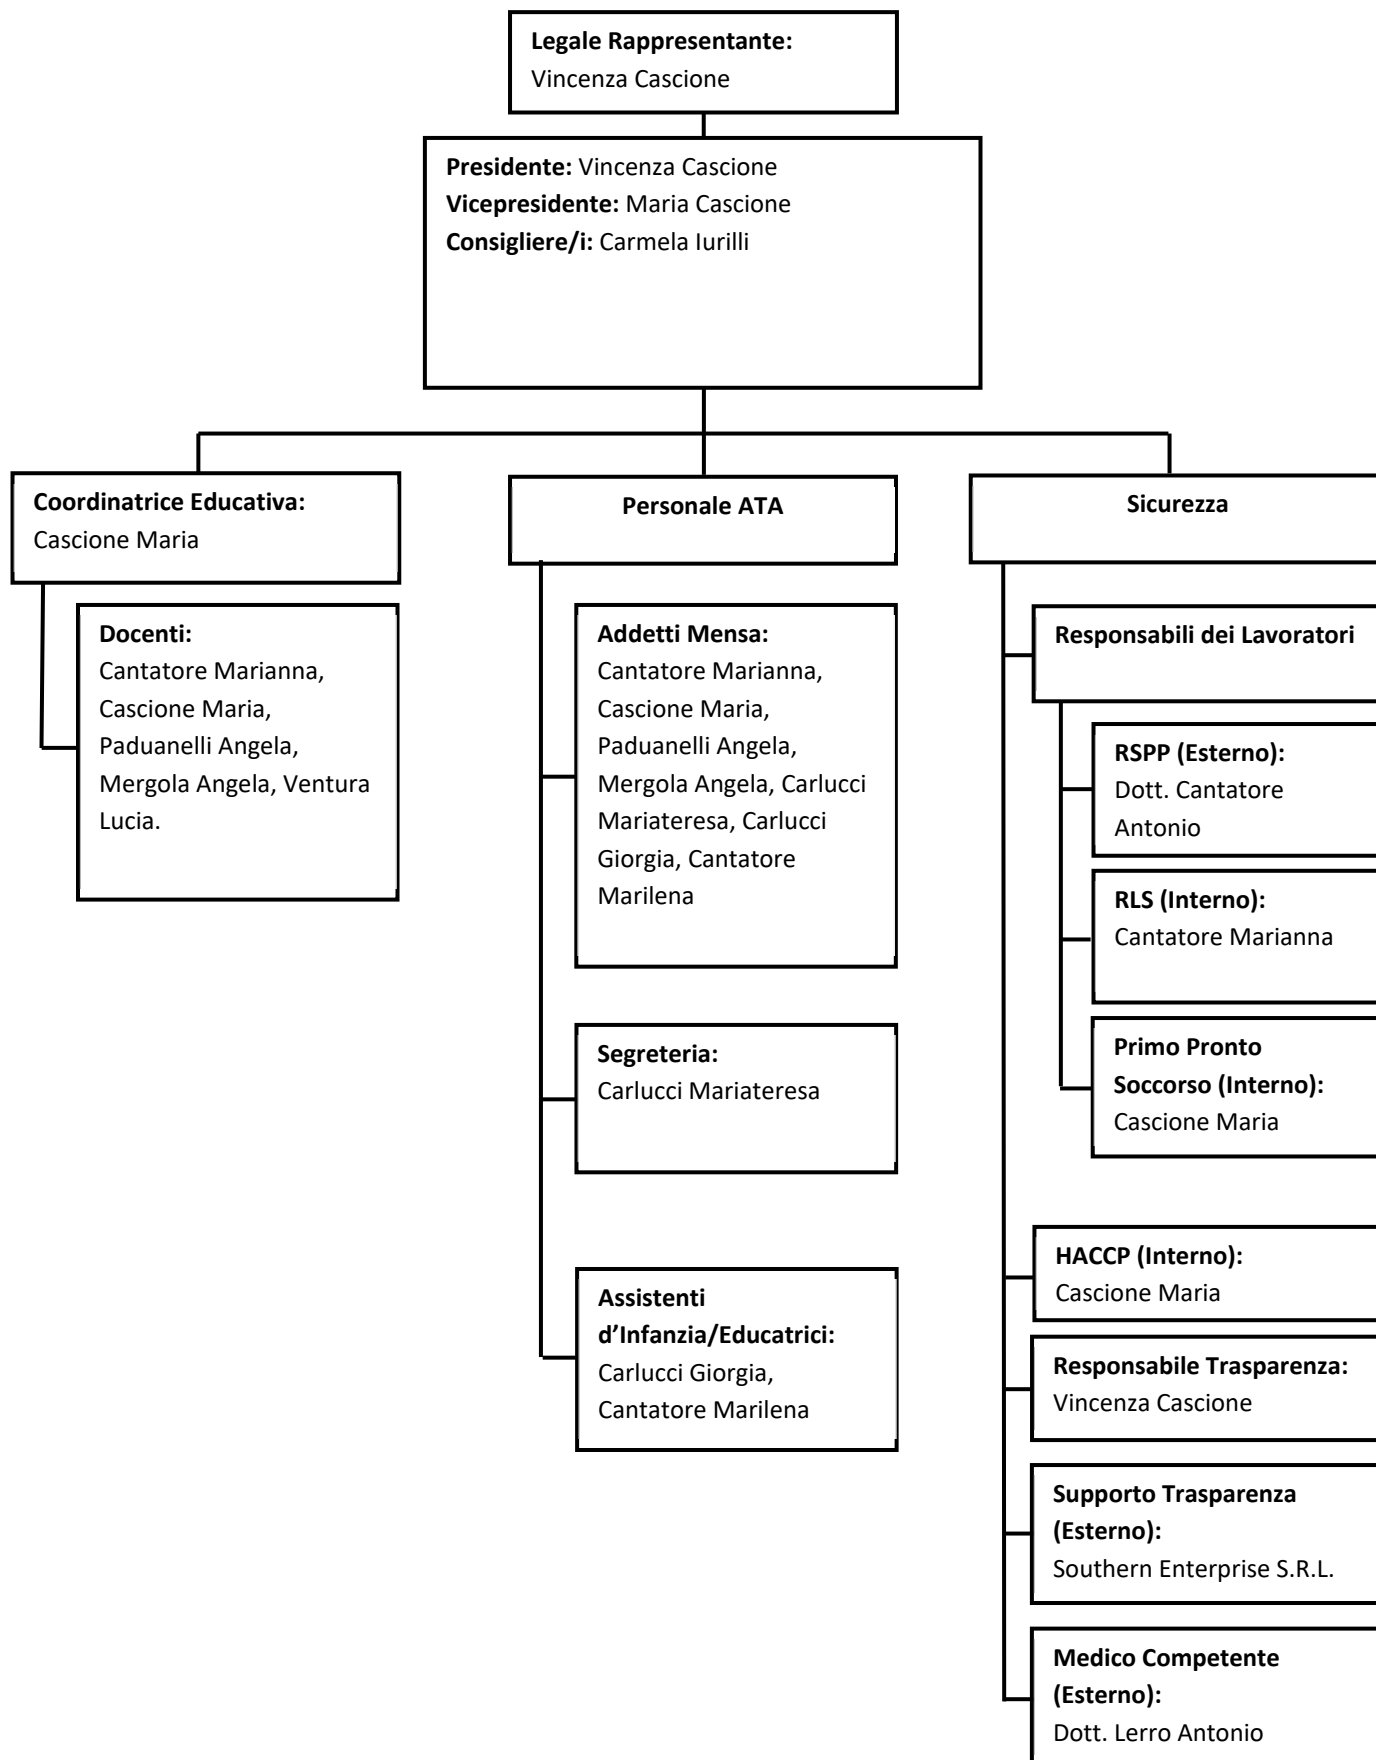 Legale Rappresentante:
Vincenza Cascione
Presidente: Vincenza Cascione
Vicepresidente: Maria Cascione
Consigliere/i: Carmela Iurilli
Coordinatrice Educativa:
Cascione Maria
Docenti:
Cantatore Marianna,
Cascione Maria,
Paduanelli Angela,
Mergola Angela, Ventura
Lucia.
Personale ATA
Addetti Mensa:
Cantatore Marianna,
Cascione Maria,
Paduanelli Angela,
Mergola Angela, Carlucci
Mariateresa, Carlucci
Giorgia, Cantatore
Marilena
Segreteria:
Carlucci Mariateresa
Assistenti
d’Infanzia/Educatrici:
Carlucci Giorgia,
Cantatore Marilena
Sicurezza
Responsabili dei Lavoratori
RSPP (Esterno):
Dott. Cantatore
Antonio
RLS (Interno):
Cantatore Marianna
Primo Pronto
Soccorso (Interno):
Cascione Maria
HACCP (Interno):
Cascione Maria
Responsabile Trasparenza:
Vincenza Cascione
Supporto Trasparenza
(Esterno):
Southern Enterprise S.R.L.
Medico Competente
(Esterno):
Dott. Lerro Antonio